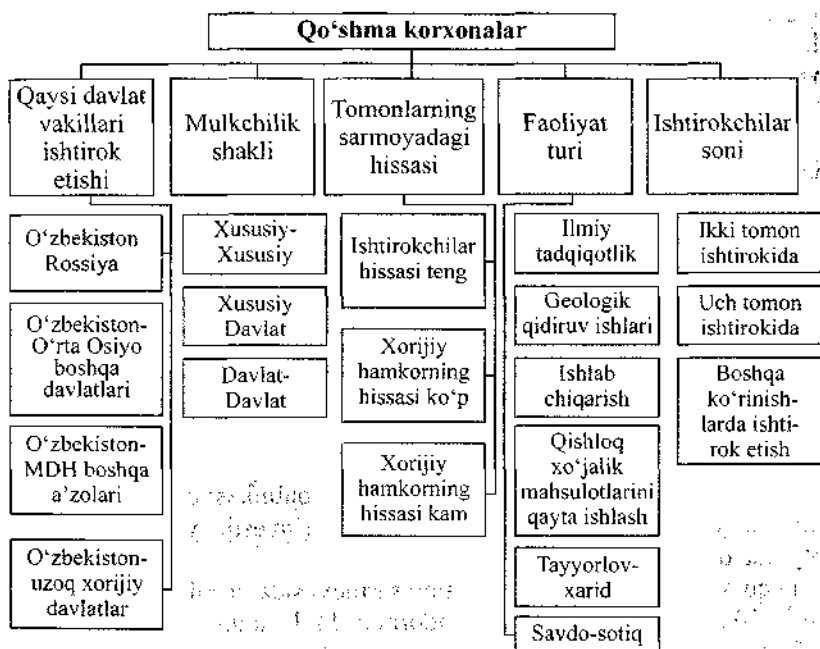 Qo‘shma korxonalar
Qaysi davlat
vakillari
ishtirok
etishi
Mulkchilik
shakli
Tomonlarning
sarmoyadagi
hissasi
Faoliyat
turi
Ishtirokchilar
soni
O‘zbekiston
Rossiya
O‘zbekiston-
O‘rta Osiyo
boshqa
davlatlari
O‘zbekiston-
MDH boshqa
a’zolari
O‘zbekiston-
uzoq xorijiy
davlatlar
Xususiy-
Xususiy
Xususiy
Davlat
Davlat-
Davlat
Ishtirokchilar
hissasi teng
Xorijiy
hamkorning
hissasi ko‘p
Xorijiy
hamkorning
hissasi kam
Ilmiy
tadqiqotlik
Geologik
qidiruv ishlari
Ishlab
chiqarish
Qishloq
xo‘jalik
mahsulotlarini
qayta ishlash
Tayyorlov-
xarid
Savdo-sotiq
Ikki tomon
ishtirokida
Uch tomon
ishtirokida
Boshqa
ko‘rinish-
larda ishti-
rok etish